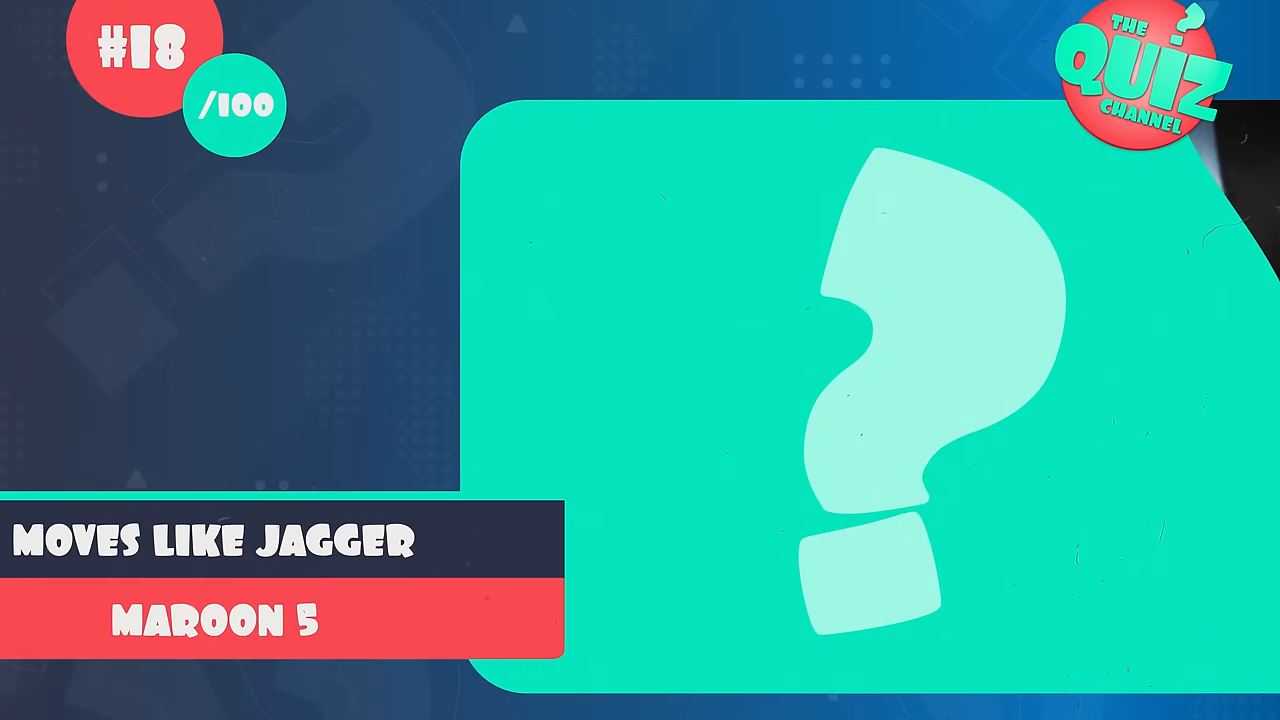 #18
/100
THE
QUIZ
CHANNEL
MOVES LIKE JAGGER
MAROON 5